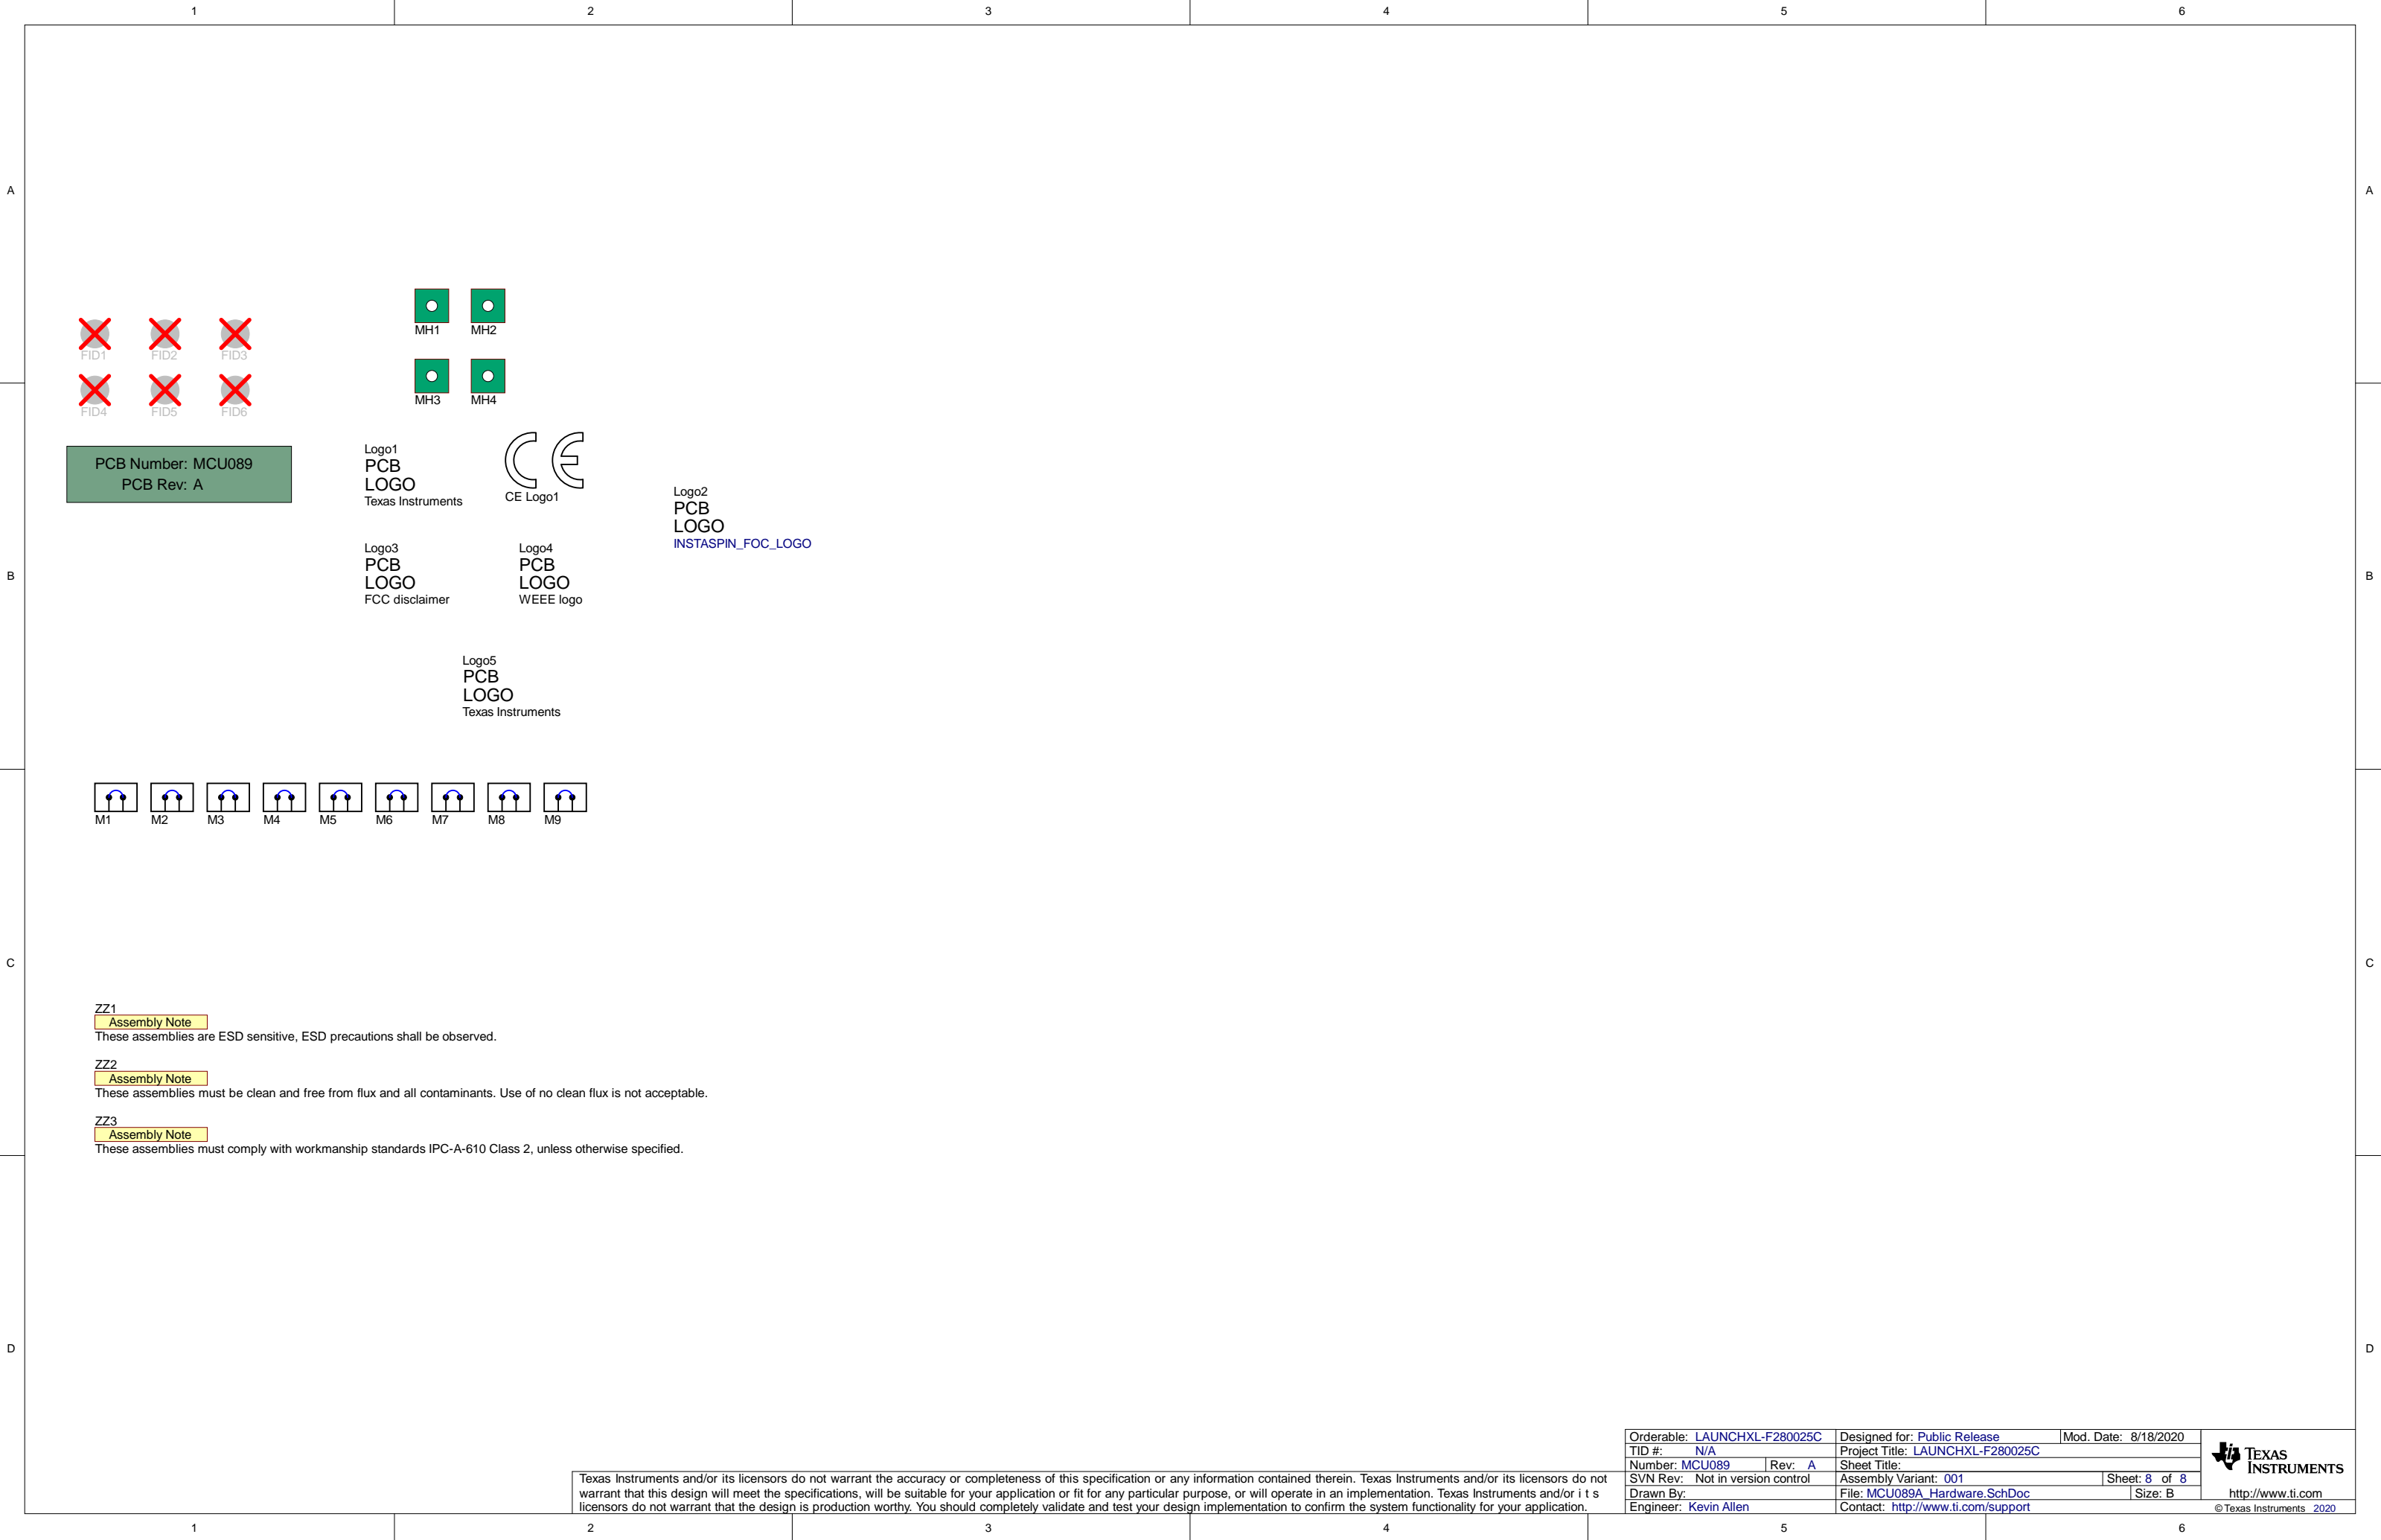 1 2 3 4 5 6
A A
MH1 MH2
FID1 FID2 FID3
MH3 MH4
FID4 FID5 FID6
PCB Number: MCU089
PCB Rev: A
Logo1
PCB
LOGO
Texas Instruments
CE
CE Logo1
Logo2
PCB
LOGO
INSTASPIN_FOC_LOGO
Logo3
PCB
LOGO
FCC disclaimer
Logo4
PCB
LOGO
WEEE logo
B B
Logo5
PCB
LOGO
Texas Instruments
M1 M2 M3 M4 M5 M6 M7 M8 M9
C C
ZZ1
Assembly Note
These assemblies are ESD sensitive, ESD precautions shall be observed.
ZZ2
Assembly Note
These assemblies must be clean and free from flux and all contaminants. Use of no clean flux is not acceptable.
ZZ3
Assembly Note
These assemblies must comply with workmanship standards IPC-A-610 Class 2, unless otherwise specified.
D D
Texas Instruments and/or its licensors do not warrant the accuracy or completeness of this specification or any information contained therein. Texas Instruments and/or its licensors do not
warrant that this design will meet the specifications, will be suitable for your application or fit for any particular purpose, or will operate in an implementation. Texas Instruments and/or i t s
licensors do not warrant that the design is production worthy. You should completely validate and test your design implementation to confirm the system functionality for your application.
Orderable: LAUNCHXL-F280025C Designed for: Public Release Mod. Date: 8/18/2020
TID #: N/A Project Title: LAUNCHXL-F280025C
Number: MCU089 Rev: A Sheet Title:
SVN Rev: Not in version control Assembly Variant: 001 Sheet: 8 of 8
Drawn By: File: MCU089A_Hardware.SchDoc Size: B
Engineer: Kevin Allen Contact: http://www.ti.com/support
TEXAS
INSTRUMENTS
http://www.ti.com
© Texas Instruments 2020
1 2 3 4 5 6